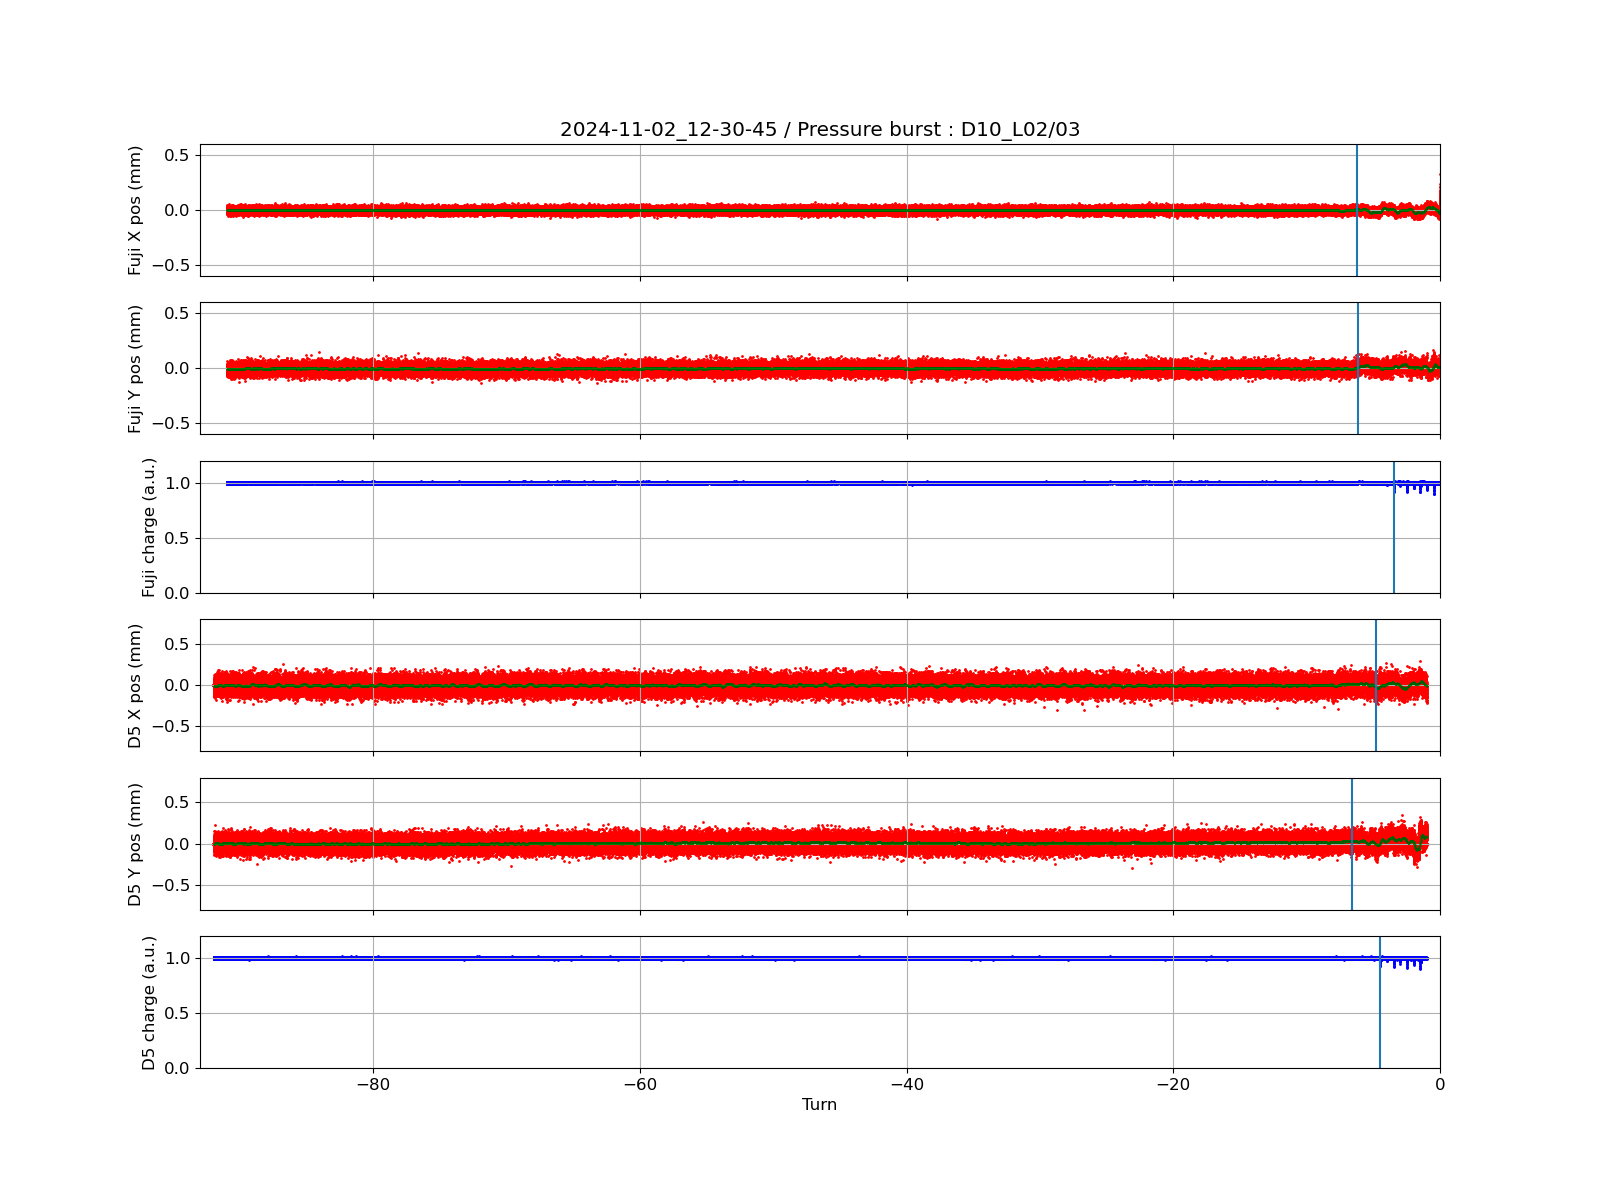 2024-11-02_12-30-45 / Pressure burst : D10_L02/03
Fuji X pos (mm)
0.5
0.0
−0.5
Fuji Y pos (mm)
0.5
0.0
−0.5
Fuji charge (a.u.)
1.0
0.5
0.0
D5 X pos (mm)
0.5
0.0
−0.5
D5 Y pos (mm)
0.5
0.0
−0.5
D5 charge (a.u.)
1.0
0.5
0.0
−80 −60 −40 −20 0
Turn